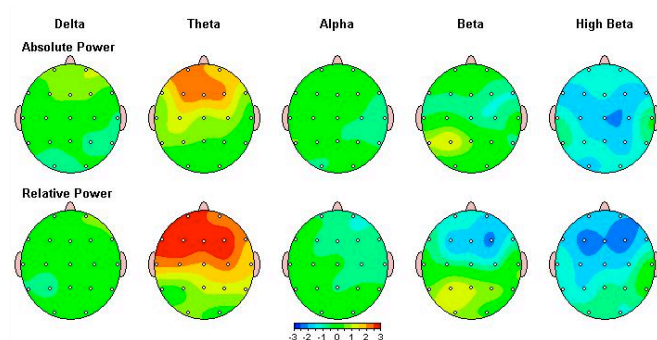 Delta Theta Alpha Beta High Beta
Absolute Power
Relative Power
-3 -2 -1 0 1 2 3